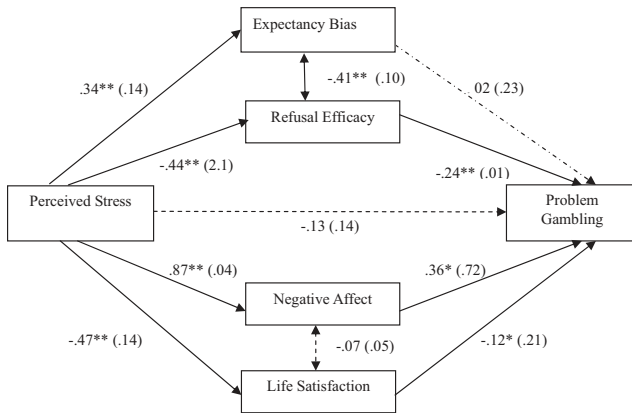 Expectancy Bias
.34** (.14)
-.41** (.10)
02 (.23)
Refusal Efficacy
-.44** (2.1)
-.24** (.01)
Perceived Stress
Problem
Gambling
-.13 (.14)
.87** (.04)
.36* (.72)
Negative Affect
-.47** (.14)
-.07 (.05)
-.12* (.21)
Life Satisfaction